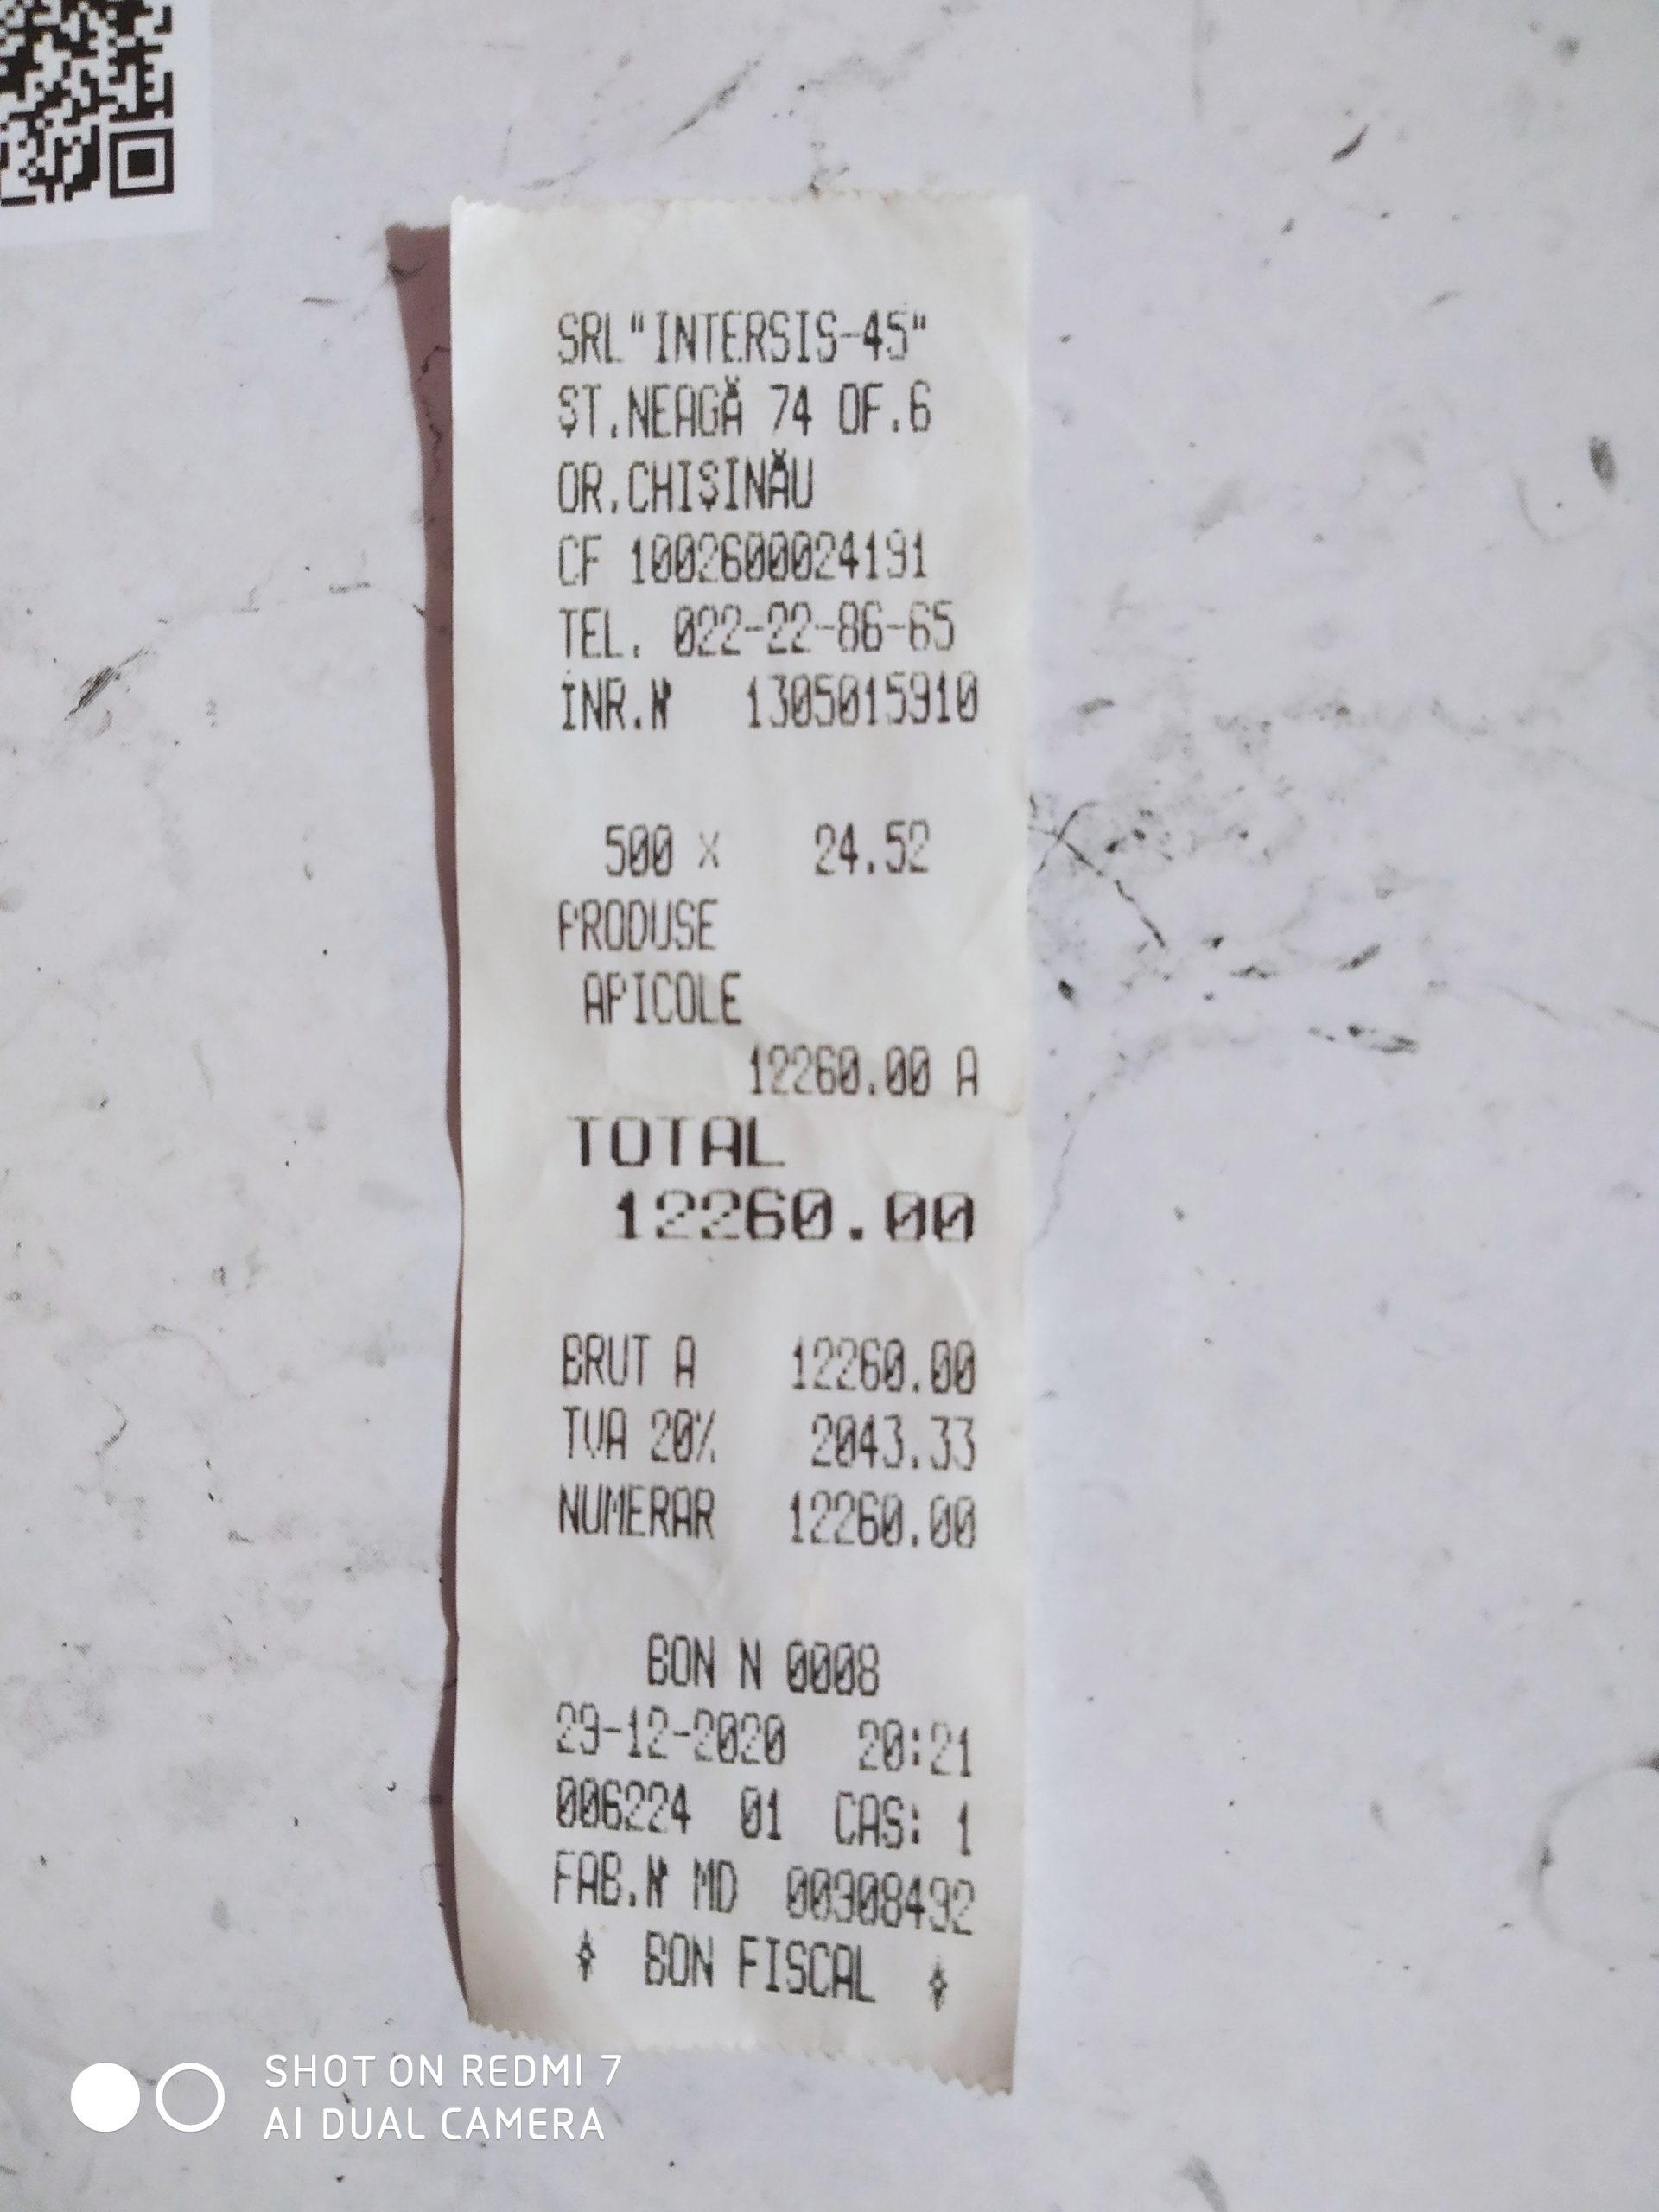 SRL"INTERSIS-45"
ŞT.NEAGĂ 74 OF.6
OR.CHIŞINĂU
CF 1002600024191
TEL. 022-22-86-65
INR.№ 1305015910
500 x 24.52
PRODUSE
APICOLE
12260.00 A
TOTAL
12260.00
BRUT A 12260.00
TVA 20% 2043.33
NUMERAR 12260.00
BON N 0008
29-12-2020 20:21
006224 01 CAS: 1
FAB.№ MD 00308492
BON FISCAL
SHOT ON REDMI 7
AI DUAL CAMERA